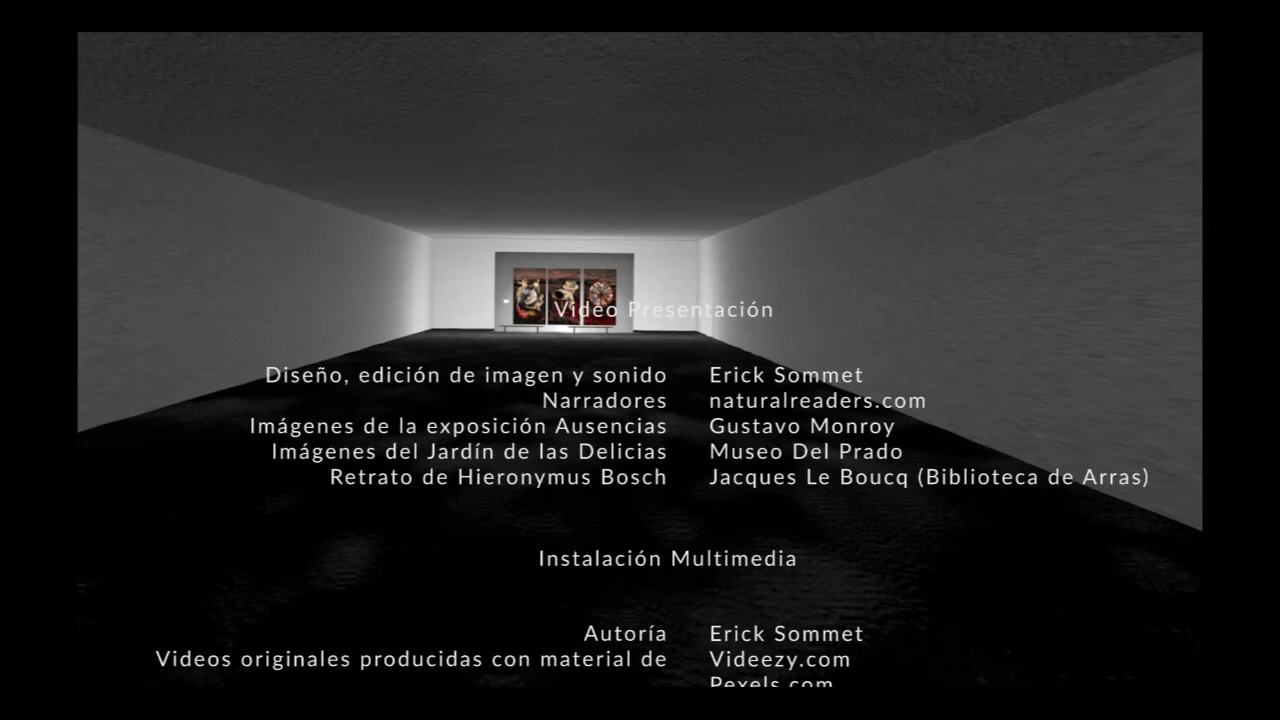 Video Presentación
Diseño, edición de imagen y sonido Erick Sommet
Narradores naturalreaders.com
Imágenes de la exposición Ausencias Gustavo Monroy
Imágenes del Jardín de las Delicias Museo Del Prado
Retrato de Hieronymus Bosch Jacques Le Boucq (Biblioteca de Arras)
Instalación Multimedia
Autoría Erick Sommet
Videos originales producidas con material de Videezy.com
Pexels.com